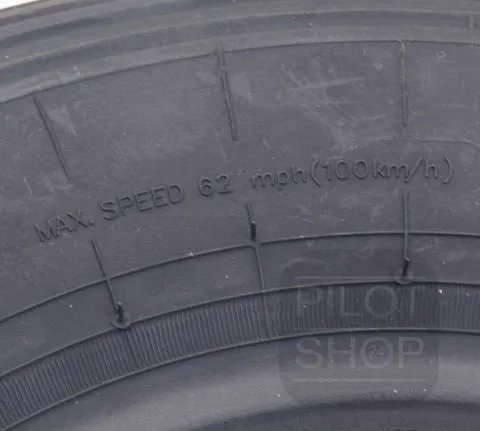 MAX. SPEED 62 mph (100km/h)
PILOT
SHOP